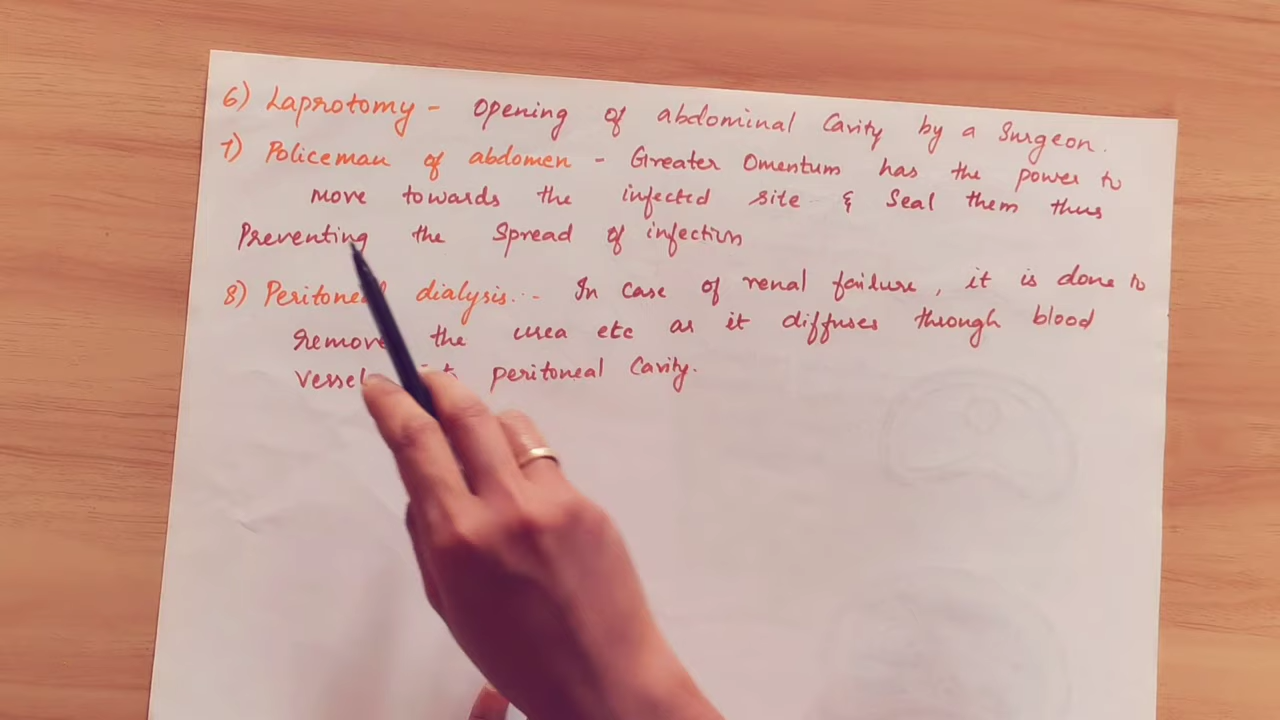 6) Laprotomy - Opening of abdominal Cavity by a Surgeon.
7) Policeman of abdomen - Greater Omentum has the power to
move towards the infected site & Seal them thus
Preventing the Spread of infection
8) Peritoneal dialysis. - In case of renal failure, it is done to
remove the urea etc as it diffuses through blood
peritoneal Cavity.